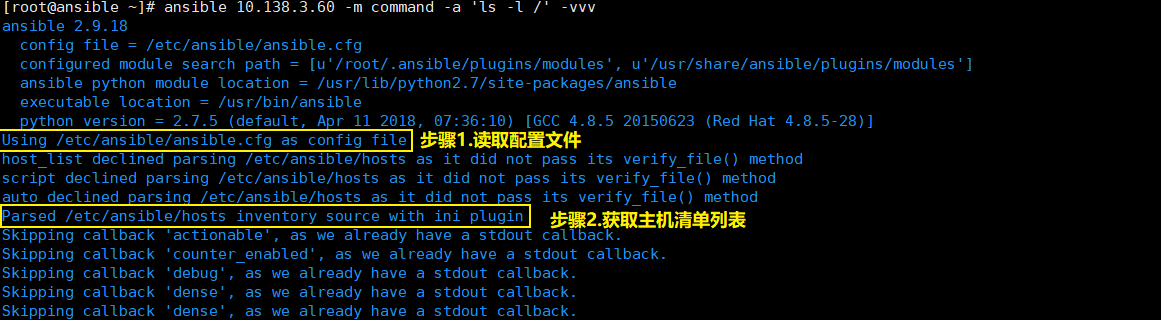 [root@ansible ~]# ansible 10.138.3.60 -m command -a 'ls -l /' -vvv
ansible 2.9.18
  config file = /etc/ansible/ansible.cfg
  configured module search path = [u'/root/.ansible/plugins/modules', u'/usr/share/ansible/plugins/modules']
  ansible python module location = /usr/lib/python2.7/site-packages/ansible
  executable location = /usr/bin/ansible
  python version = 2.7.5 (default, Apr 11 2018, 07:36:10) [GCC 4.8.5 20150623 (Red Hat 4.8.5-28)]
Using /etc/ansible/ansible.cfg as config file 步骤1.读取配置文件
host_list declined parsing /etc/ansible/hosts as it did not pass its verify_file() method
script declined parsing /etc/ansible/hosts as it did not pass its verify_file() method
auto declined parsing /etc/ansible/hosts as it did not pass its verify_file() method
Parsed /etc/ansible/hosts inventory source with ini plugin 步骤2.获取主机清单列表
Skipping callback 'actionable', as we already have a stdout callback.
Skipping callback 'counter_enabled', as we already have a stdout callback.
Skipping callback 'debug', as we already have a stdout callback.
Skipping callback 'dense', as we already have a stdout callback.
Skipping callback 'dense', as we already have a stdout callback.